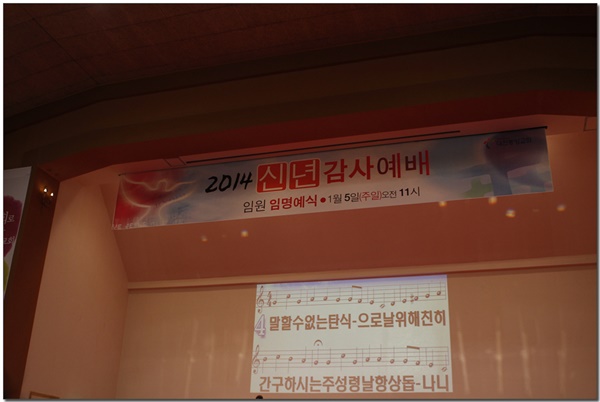 2014 신년감사예배
임원 임명예식 • 1월 5일(주일)오전 11시
4
말할수없는탄식-으로날위해친히
간구하시는주성령날항상돕-나니